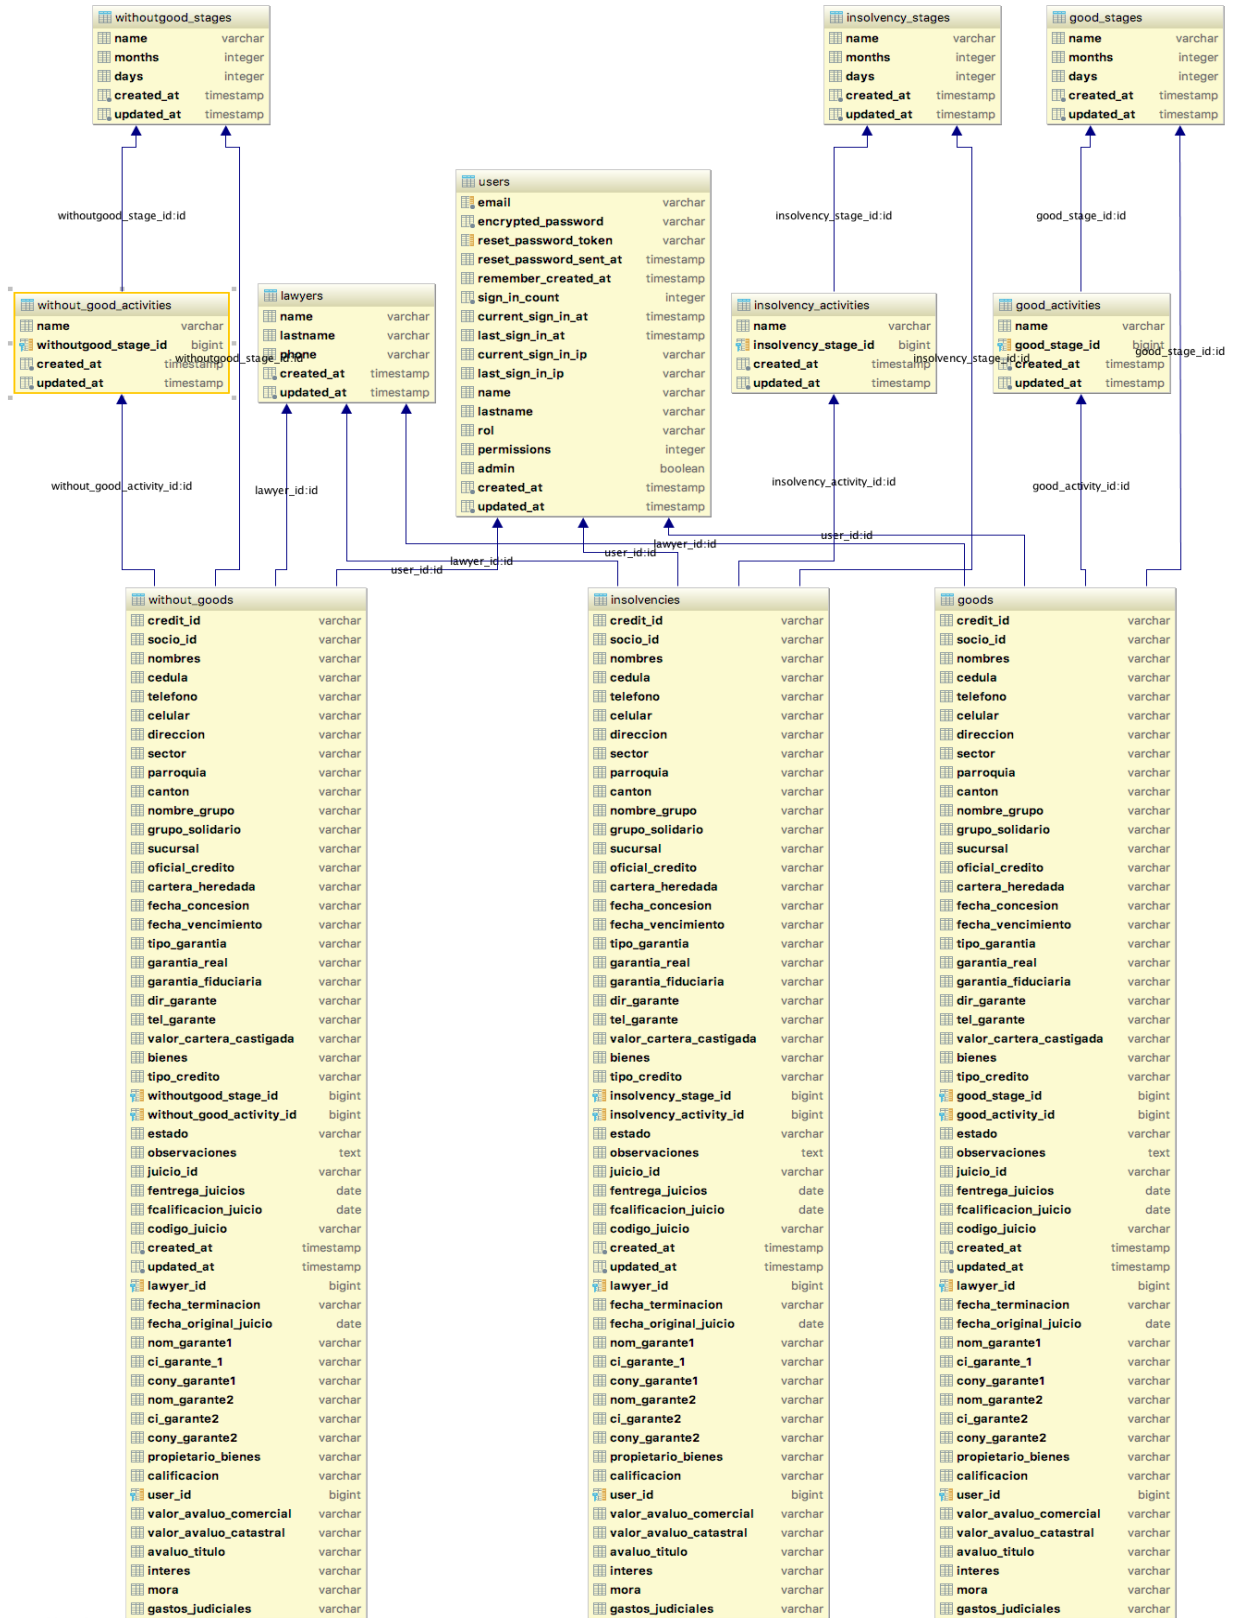 withoutgood_stages
name varchar
months integer
days integer
created_at timestamp
updated_at timestamp
insolvency_stages
name varchar
months integer
days integer
created_at timestamp
updated_at timestamp
good_stages
name varchar
months integer
days integer
created_at timestamp
updated_at timestamp
withoutgood_stage_id:id
insolvency_stage_id:id
good_stage_id:id
users
email varchar
encrypted_password varchar
reset_password_token varchar
reset_password_sent_at timestamp
remember_created_at timestamp
sign_in_count integer
current_sign_in_at timestamp
last_sign_in_at timestamp
current_sign_in_ip varchar
last_sign_in_ip varchar
name varchar
lastname varchar
rol varchar
permissions integer
admin boolean
created_at timestamp
updated_at timestamp
without_good_activities
name varchar
withoutgood_stage_id bigint
created_at timestamp
updated_at timestamp
withoutgood_stage_id:id
lawyers
name varchar
lastname varchar
phone varchar
created_at timestamp
updated_at timestamp
insolvency_activities
name varchar
insolvency_stage_id bigint
created_at timestamp
updated_at timestamp
insolvency_stage_id:id
good_activities
name varchar
good_stage_id bigint
created_at timestamp
updated_at timestamp
good_stage_id:id
without_good_activity_id:id
lawyer_id:id
insolvency_activity_id:id
good_activity_id:id
user_id:id
lawyer_id:id
user_id:id
lawyer_id:id
user_id:id
without_goods
credit_id varchar
socio_id varchar
nombres varchar
cedula varchar
telefono varchar
celular varchar
direccion varchar
sector varchar
parroquia varchar
canton varchar
nombre_grupo varchar
grupo_solidario varchar
sucursal varchar
oficial_credito varchar
cartera_heredada varchar
fecha_concesion varchar
fecha_vencimiento varchar
tipo_garantia varchar
garantia_real varchar
garantia_fiduciaria varchar
dir_garante varchar
tel_garante varchar
valor_cartera_castigada varchar
bienes varchar
tipo_credito varchar
withoutgood_stage_id bigint
without_good_activity_id bigint
estado varchar
observaciones text
juicio_id varchar
fentrega_juicios date
fcalificacion_juicio date
codigo_juicio varchar
created_at timestamp
updated_at timestamp
lawyer_id bigint
fecha_terminacion varchar
fecha_original_juicio date
nom_garante1 varchar
ci_garante_1 varchar
cony_garante1 varchar
nom_garante2 varchar
ci_garante2 varchar
cony_garante2 varchar
propietario_bienes varchar
calificacion varchar
user_id bigint
valor_avaluo_comercial varchar
valor_avaluo_catastral varchar
avaluo_titulo varchar
interes varchar
mora varchar
gastos_judiciales varchar
insolvencies
credit_id varchar
socio_id varchar
nombres varchar
cedula varchar
telefono varchar
celular varchar
direccion varchar
sector varchar
parroquia varchar
canton varchar
nombre_grupo varchar
grupo_solidario varchar
sucursal varchar
oficial_credito varchar
cartera_heredada varchar
fecha_concesion varchar
fecha_vencimiento varchar
tipo_garantia varchar
garantia_real varchar
garantia_fiduciaria varchar
dir_garante varchar
tel_garante varchar
valor_cartera_castigada varchar
bienes varchar
tipo_credito varchar
insolvency_stage_id bigint
insolvency_activity_id bigint
estado varchar
observaciones text
juicio_id varchar
fentrega_juicios date
fcalificacion_juicio date
codigo_juicio varchar
created_at timestamp
updated_at timestamp
lawyer_id bigint
fecha_terminacion varchar
fecha_original_juicio date
nom_garante1 varchar
ci_garante_1 varchar
cony_garante1 varchar
nom_garante2 varchar
ci_garante2 varchar
cony_garante2 varchar
propietario_bienes varchar
calificacion varchar
user_id bigint
valor_avaluo_comercial varchar
valor_avaluo_catastral varchar
avaluo_titulo varchar
interes varchar
mora varchar
gastos_judiciales varchar
goods
credit_id varchar
socio_id varchar
nombres varchar
cedula varchar
telefono varchar
celular varchar
direccion varchar
sector varchar
parroquia varchar
canton varchar
nombre_grupo varchar
grupo_solidario varchar
sucursal varchar
oficial_credito varchar
cartera_heredada varchar
fecha_concesion varchar
fecha_vencimiento varchar
tipo_garantia varchar
garantia_real varchar
garantia_fiduciaria varchar
dir_garante varchar
tel_garante varchar
valor_cartera_castigada varchar
bienes varchar
tipo_credito varchar
good_stage_id bigint
good_activity_id bigint
estado varchar
observaciones text
juicio_id varchar
fentrega_juicios date
fcalificacion_juicio date
codigo_juicio varchar
created_at timestamp
updated_at timestamp
lawyer_id bigint
fecha_terminacion varchar
fecha_original_juicio date
nom_garante1 varchar
ci_garante_1 varchar
cony_garante1 varchar
nom_garante2 varchar
ci_garante2 varchar
cony_garante2 varchar
propietario_bienes varchar
calificacion varchar
user_id bigint
valor_avaluo_comercial varchar
valor_avaluo_catastral varchar
avaluo_titulo varchar
interes varchar
mora varchar
gastos_judiciales varchar